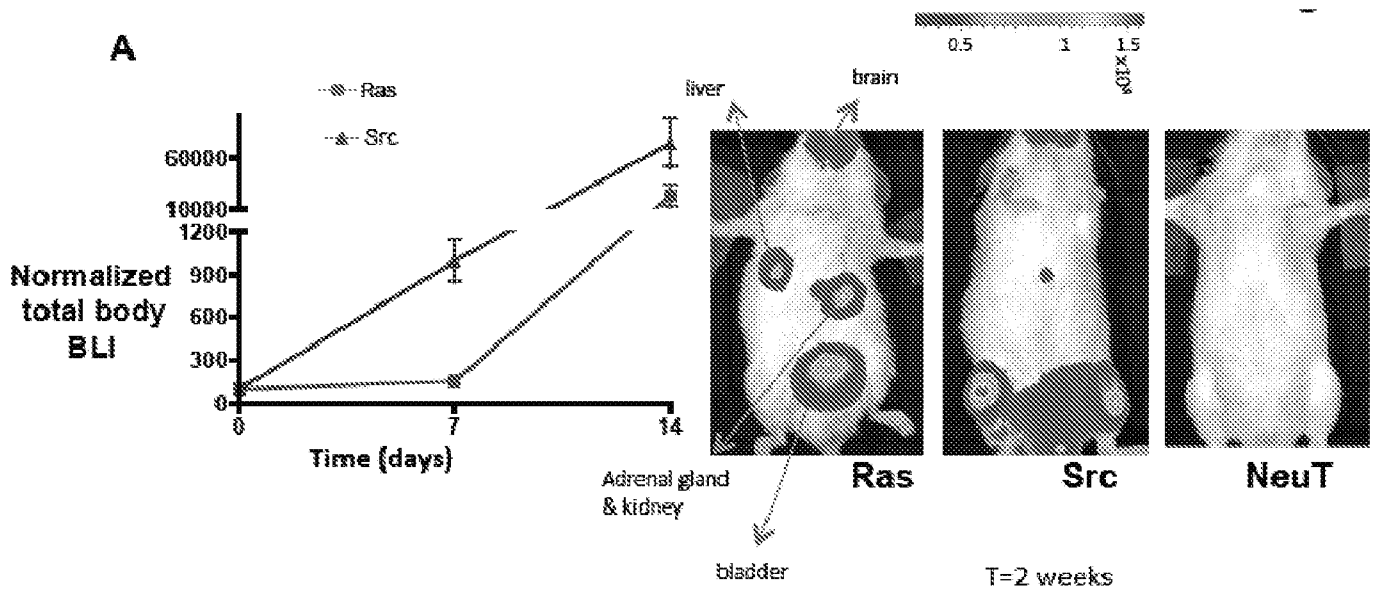 A
Ras
Src
60000
10000
1200
900
600
300
0
Normalized
total body
BLI
0
7
14
Time (days)
0.5
1
1.5
liver
brain
Adrenal gland
& kidney
bladder
Ras
Src
NeuT
T=2 weeks